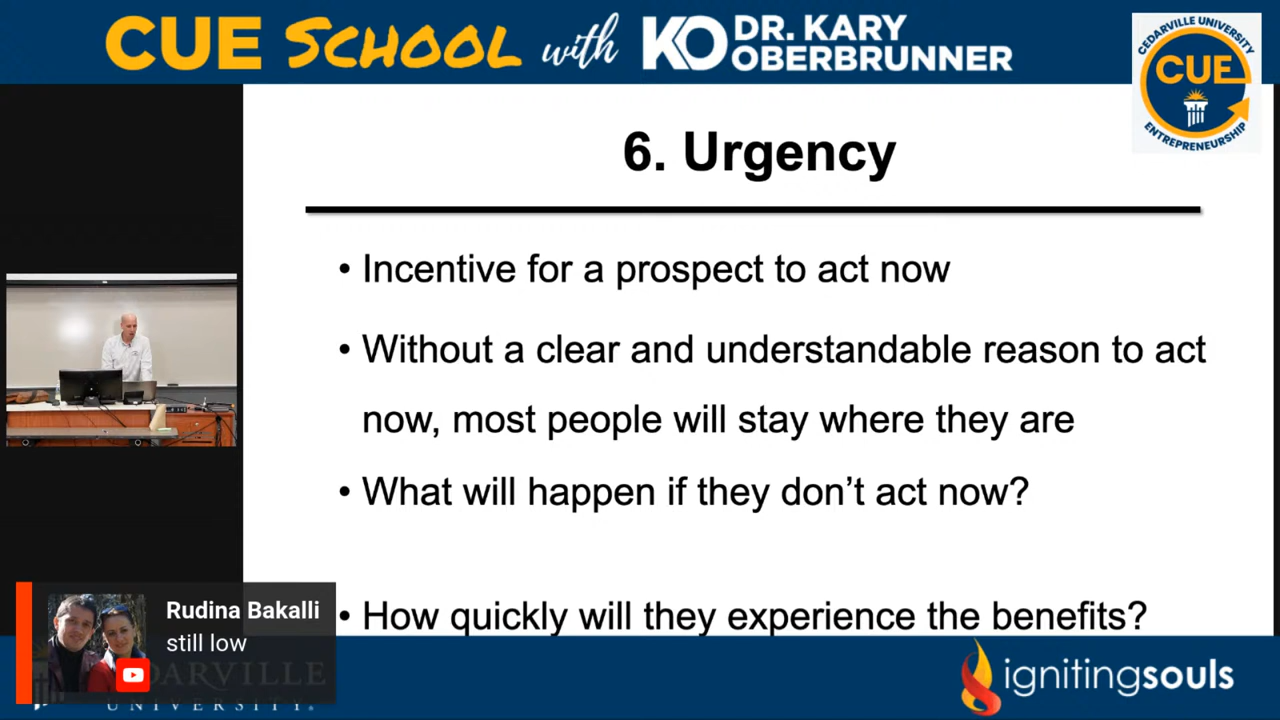 CUE SCHOOL with KO DR. KARY
OBERBRUNNER
CEDARVILLE UNIVERSITY
CUE
ENTREPRENEURSHIP
6. Urgency
• Incentive for a prospect to act now
• Without a clear and understandable reason to act
now, most people will stay where they are
• What will happen if they don’t act now?
• How quickly will they experience the benefits?
Rudina Bakalli
still low
DARVILLE
UNIVERSITY.
ignitingsouls